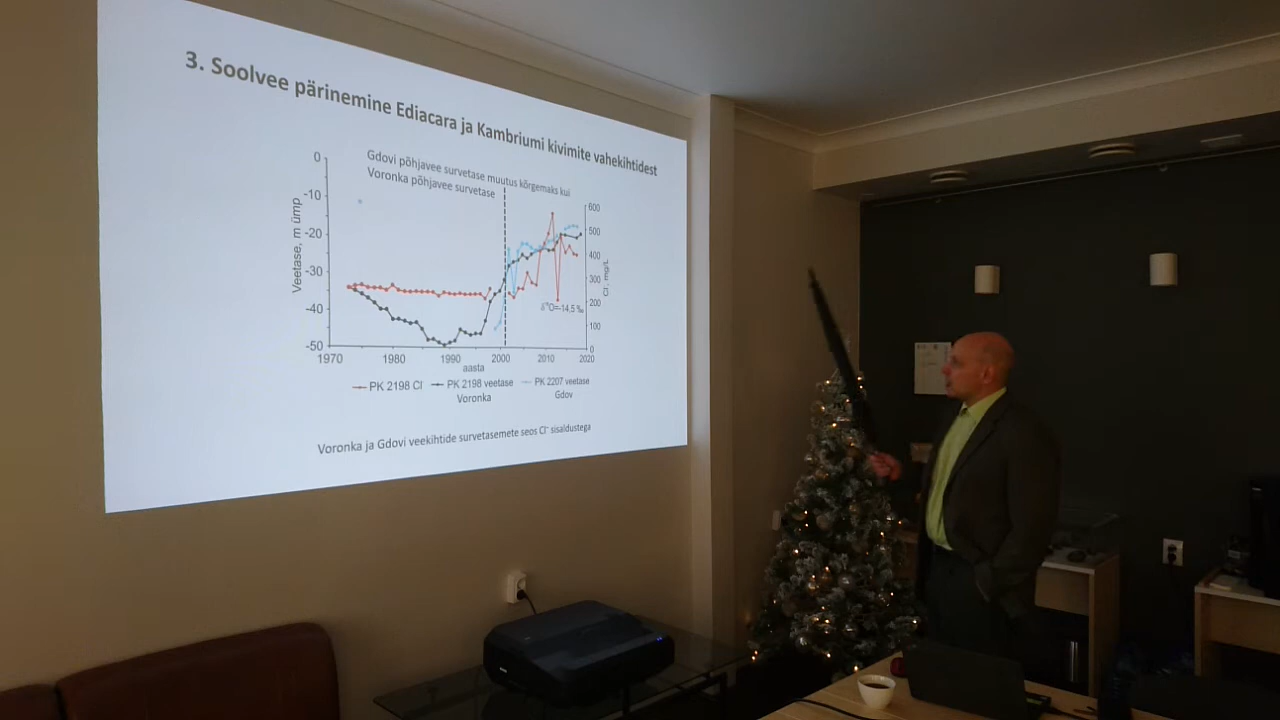 3. Soolvee pärinemine Ediacara ja Kambriumi kivimite vahekihtidest
Gdovi põhjavee survetase muutus kõrgemaks kui
Voronka põhjavee survetase
Veetase, m ümp
0
-10
-20
-30
-40
-50
600
500
400
300
200
100
0
Cl⁻, mg/L
δ¹⁸O=-14,5 ‰
1970
1980
1990
2000
2010
2020
aasta
PK 2198 Cl
PK 2198 veetase
Voronka
PK 2207 veetase
Gdov
Voronka ja Gdovi veekihtide survetasemete seos Cl⁻ sisaldustega